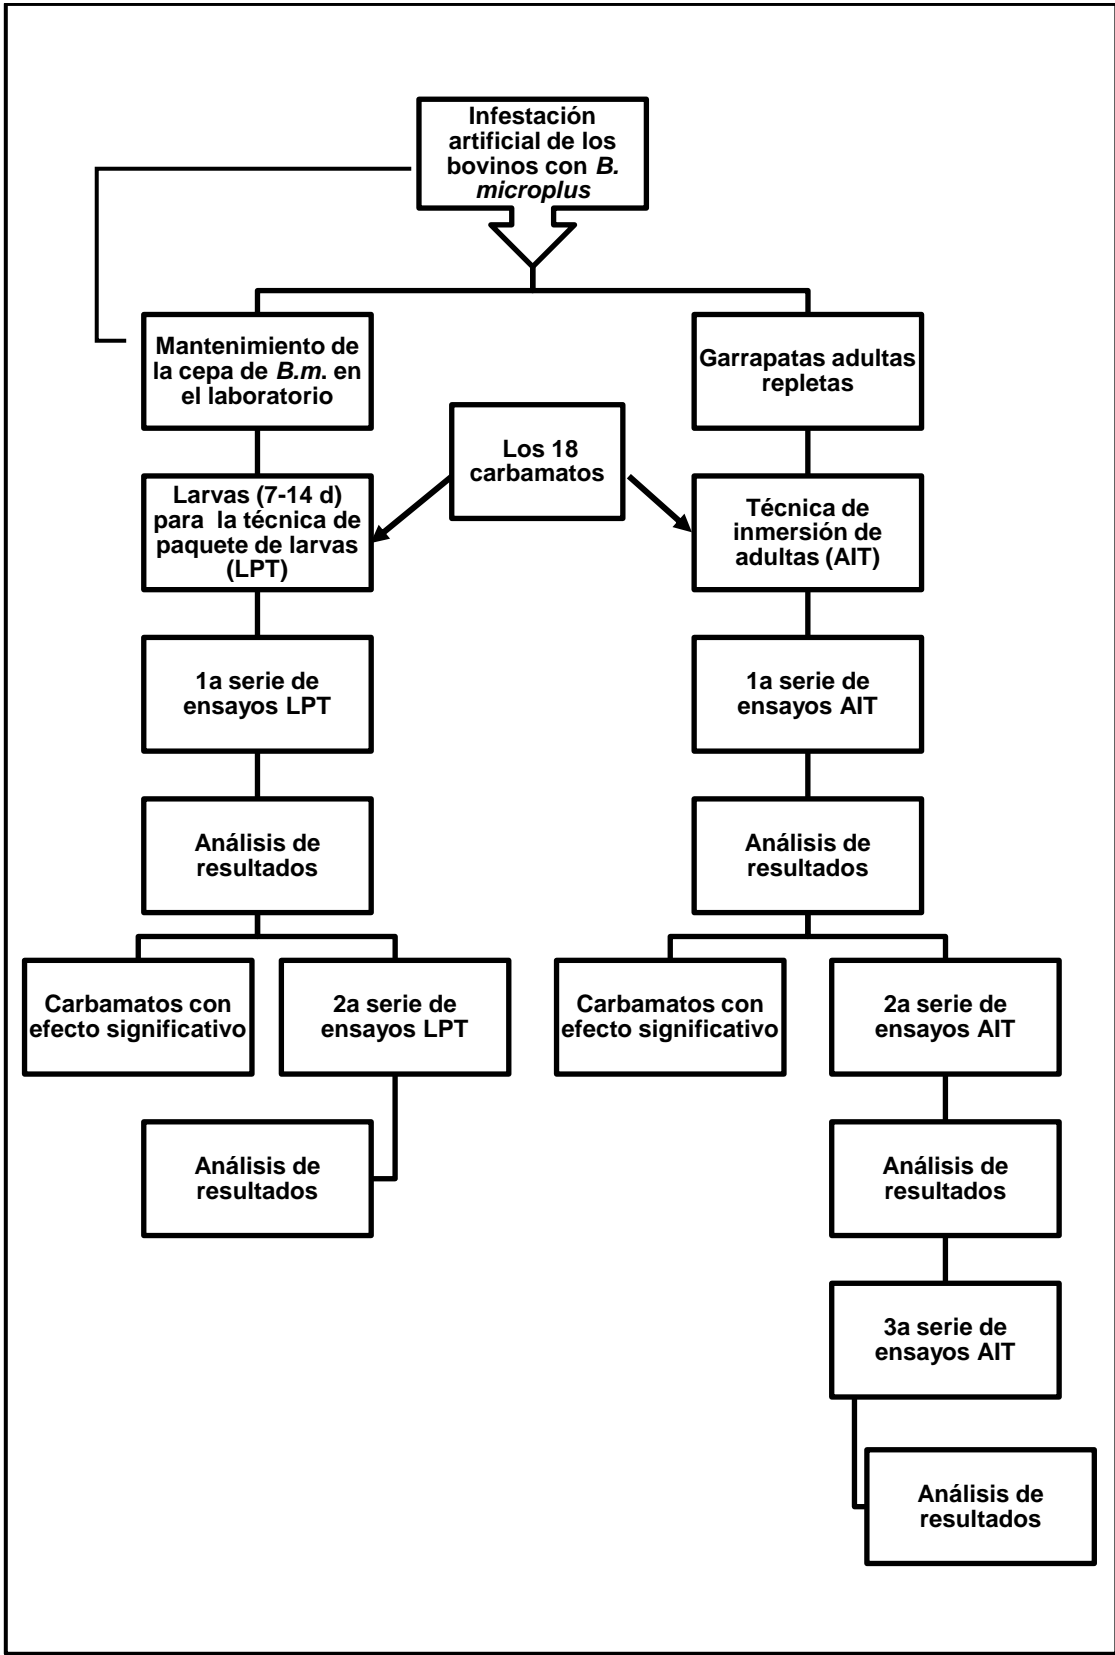 Infestación
artificial de los
bovinos con B.
microplus
Mantenimiento de
la cepa de B.m. en
el laboratorio
Garrapatas adultas
repletas
Los 18
carbamatos
Larvas (7-14 d)
para la técnica de
paquete de larvas
(LPT)
Técnica de
inmersión de
adultas (AIT)
1a serie de
ensayos LPT
1a serie de
ensayos AIT
Análisis de
resultados
Análisis de
resultados
Carbamatos con
efecto significativo
2a serie de
ensayos LPT
Carbamatos con
efecto significativo
2a serie de
ensayos AIT
Análisis de
resultados
Análisis de
resultados
3a serie de
ensayos AIT
Análisis de
resultados